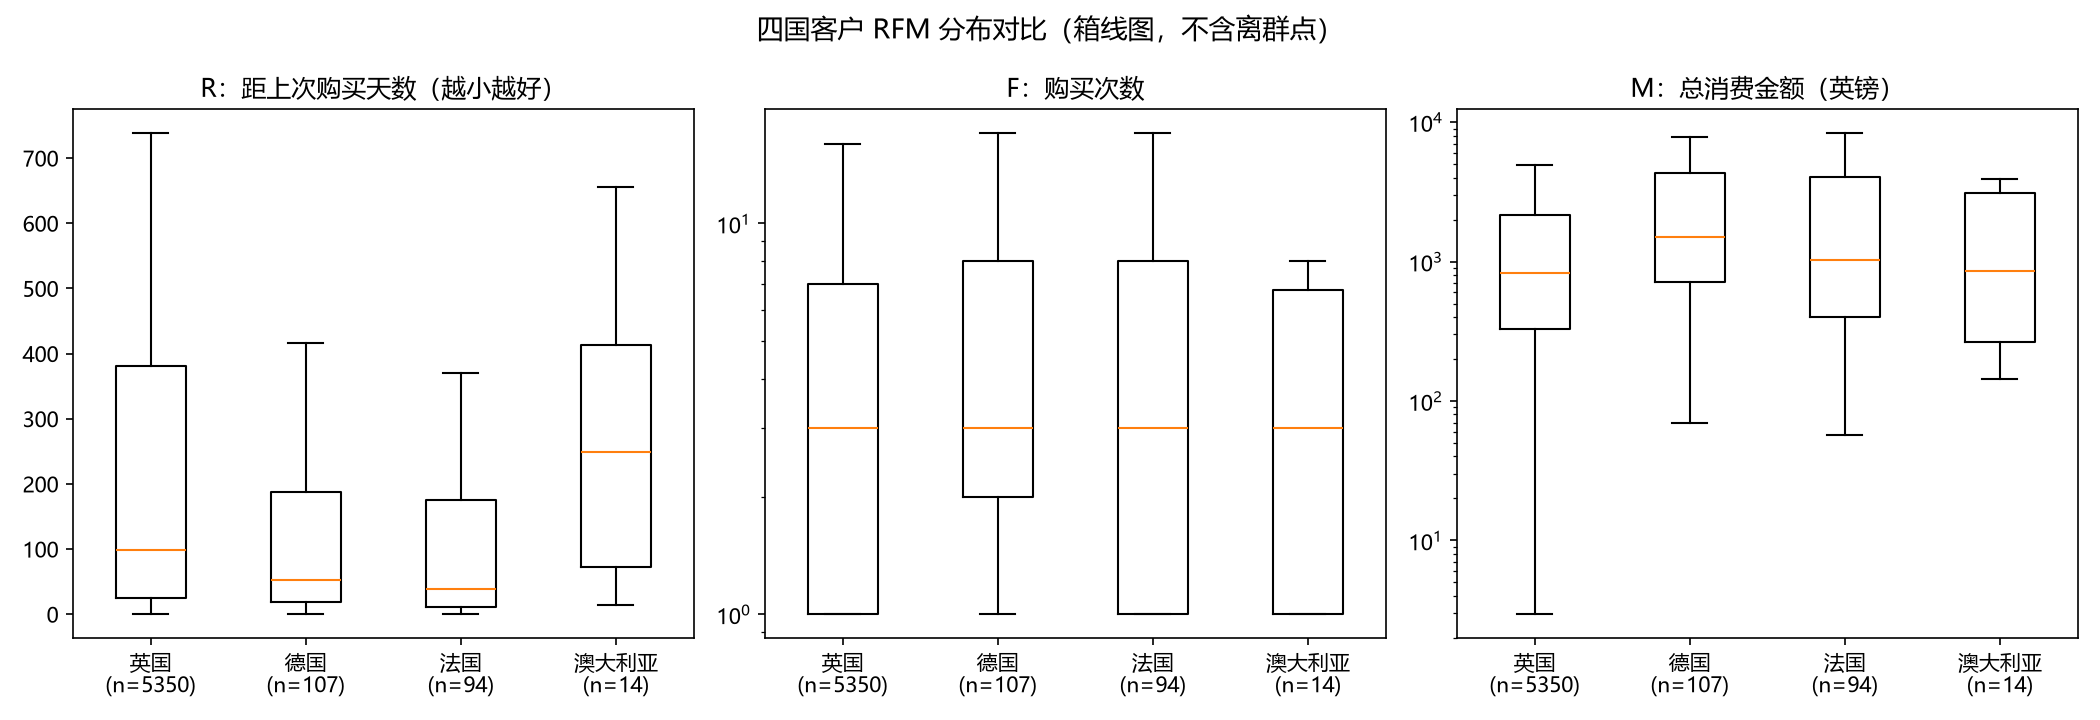 四国客户 RFM 分布对比（箱线图，不含离群点）
R：距上次购买天数（越小越好）
700
600
500
400
300
200
100
0
英国
(n=5350)
德国
(n=107)
法国
(n=94)
澳大利亚
(n=14)
F：购买次数
10¹
10⁰
英国
(n=5350)
德国
(n=107)
法国
(n=94)
澳大利亚
(n=14)
M：总消费金额（英镑）
10⁴
10³
10²
10¹
英国
(n=5350)
德国
(n=107)
法国
(n=94)
澳大利亚
(n=14)